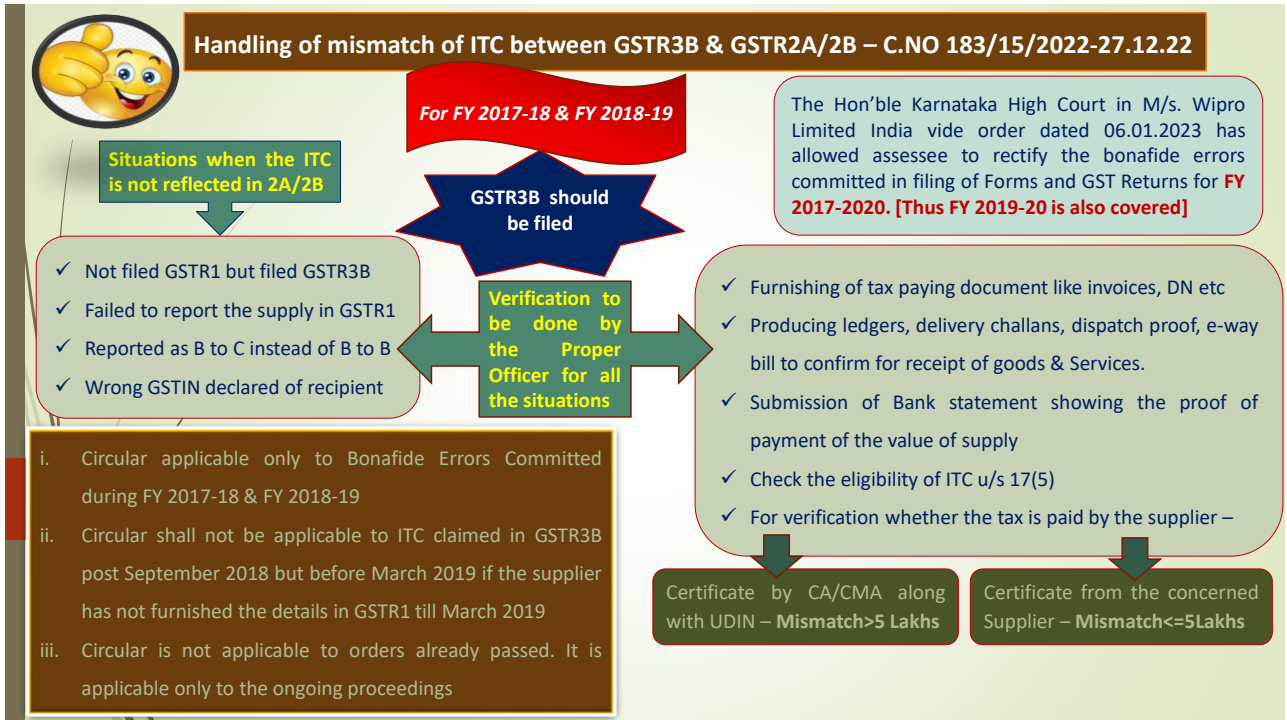 Handling of mismatch of ITC between GSTR3B & GSTR2A/2B – C.NO 183/15/2022-27.12.22
For FY 2017-18 & FY 2018-19
The Hon'ble Karnataka High Court in M/s. Wipro
Limited India vide order dated 06.01.2023 has
allowed assessee to rectify the bonafide errors
committed in filing of Forms and GST Returns for FY
2017-2020. [Thus FY 2019-20 is also covered]
Situations when the ITC
is not reflected in 2A/2B
GSTR3B should
be filed
✓ Not filed GSTR1 but filed GSTR3B
✓ Failed to report the supply in GSTR1
✓ Reported as B to C instead of B to B
✓ Wrong GSTIN declared of recipient
Verification to
be done by
the Proper
Officer for all
the situations
✓ Furnishing of tax paying document like invoices, DN etc
✓ Producing ledgers, delivery challans, dispatch proof, e-way
bill to confirm for receipt of goods & Services.
✓ Submission of Bank statement showing the proof of
payment of the value of supply
✓ Check the eligibility of ITC u/s 17(5)
✓ For verification whether the tax is paid by the supplier –
i. Circular applicable only to Bonafide Errors Committed
during FY 2017-18 & FY 2018-19
ii. Circular shall not be applicable to ITC claimed in GSTR3B
post September 2018 but before March 2019 if the supplier
has not furnished the details in GSTR1 till March 2019
iii. Circular is not applicable to orders already passed. It is
applicable only to the ongoing proceedings
Certificate by CA/CMA along
with UDIN – Mismatch>5 Lakhs
Certificate from the concerned
Supplier – Mismatch<=5Lakhs